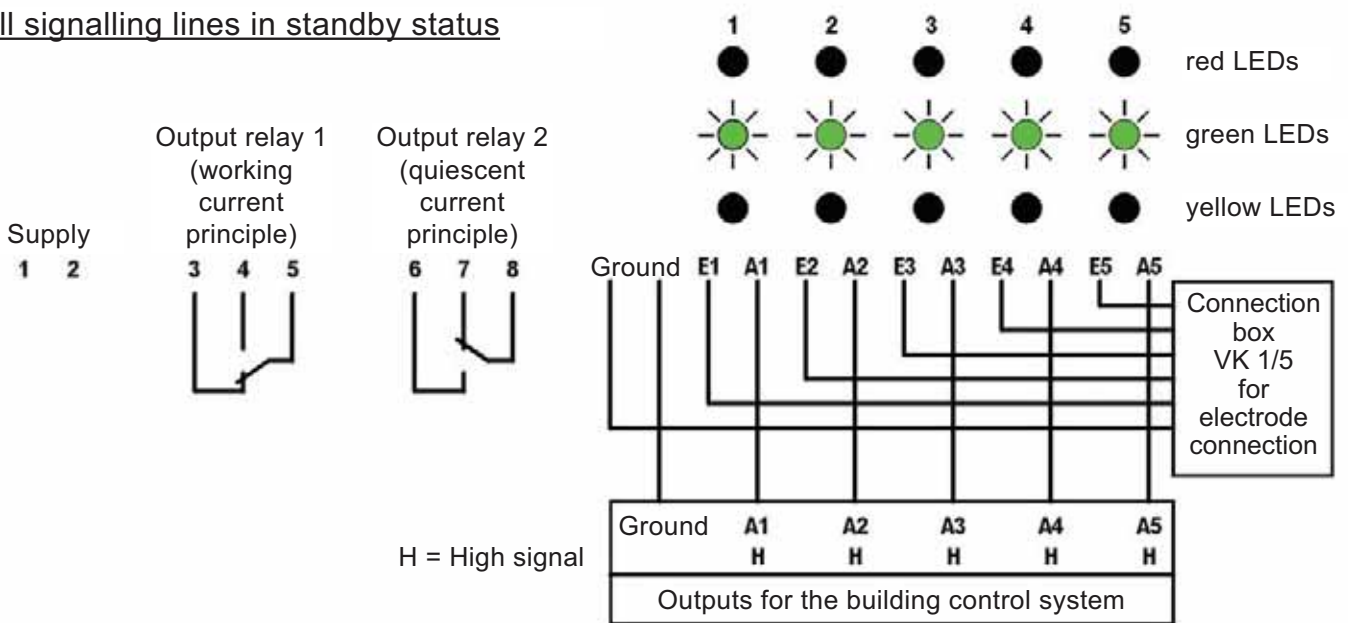 ll signalling lines in standby status
1 2 3 4 5
red LEDs
green LEDs
yellow LEDs
Output relay 1
(working
current
principle)
Output relay 2
(quiescent
current
principle)
Supply
1 2
3 4 5
6 7 8
Ground E1 A1 E2 A2 E3 A3 E4 A4 E5 A5
Connection
box
VK 1/5
for
electrode
connection
Ground A1 A2 A3 A4 A5
H = High signal
H H H H H
Outputs for the building control system